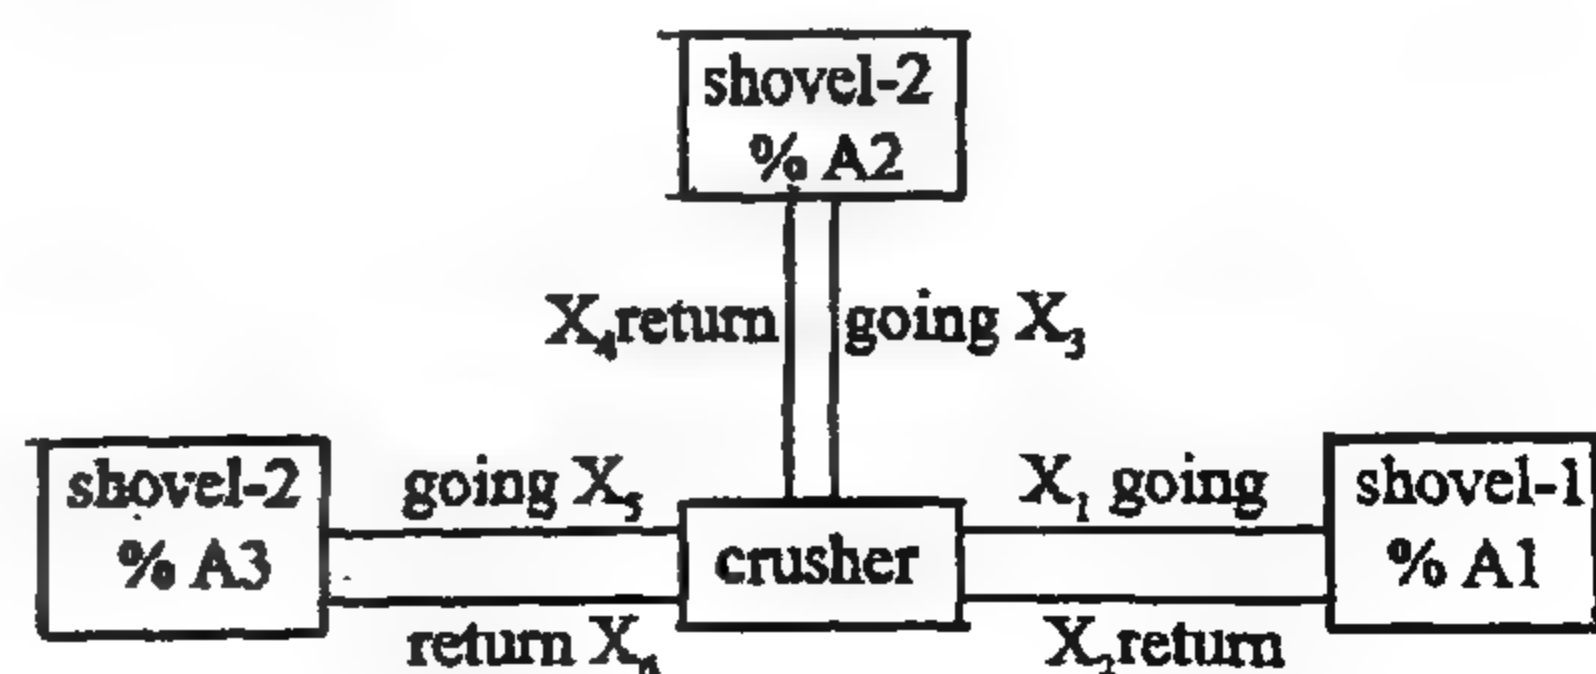 shovel-2
% A2
X₄return
going X₃
shovel-2
% A3
going X₅
return X₆
crusher
X₁ going
X₂return
shovel-1
% A1